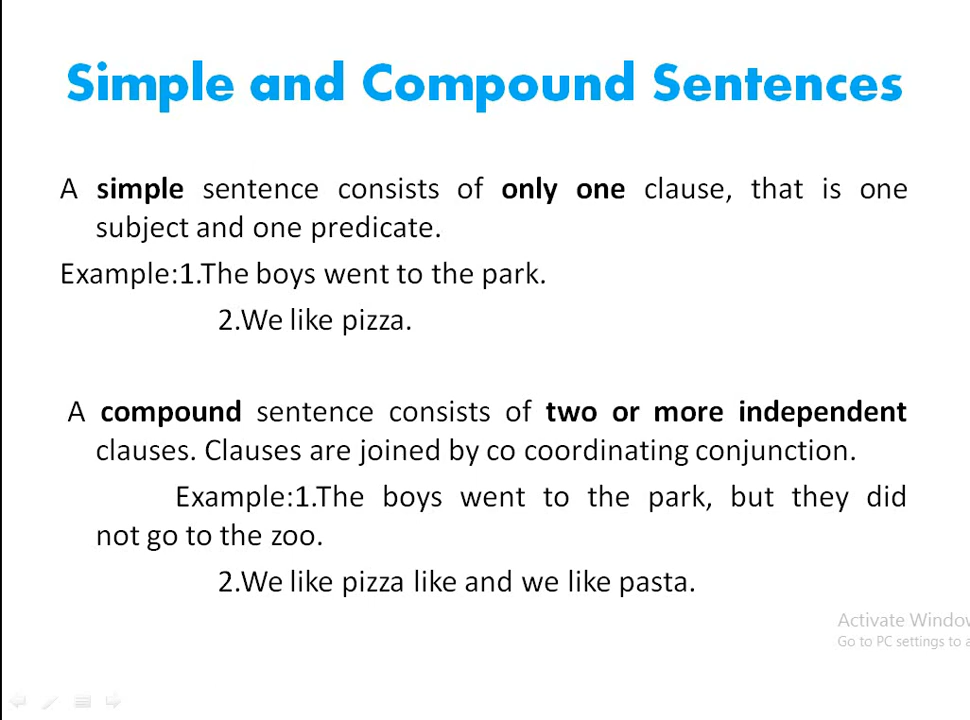 Simple and Compound Sentences
A simple sentence consists of only one clause, that is one
subject and one predicate.
Example:1.The boys went to the park.
2.We like pizza.
A compound sentence consists of two or more independent
clauses. Clauses are joined by co coordinating conjunction.
Example:1.The boys went to the park, but they did
not go to the zoo.
2.We like pizza like and we like pasta.
Activate Window
Go to PC settings to a